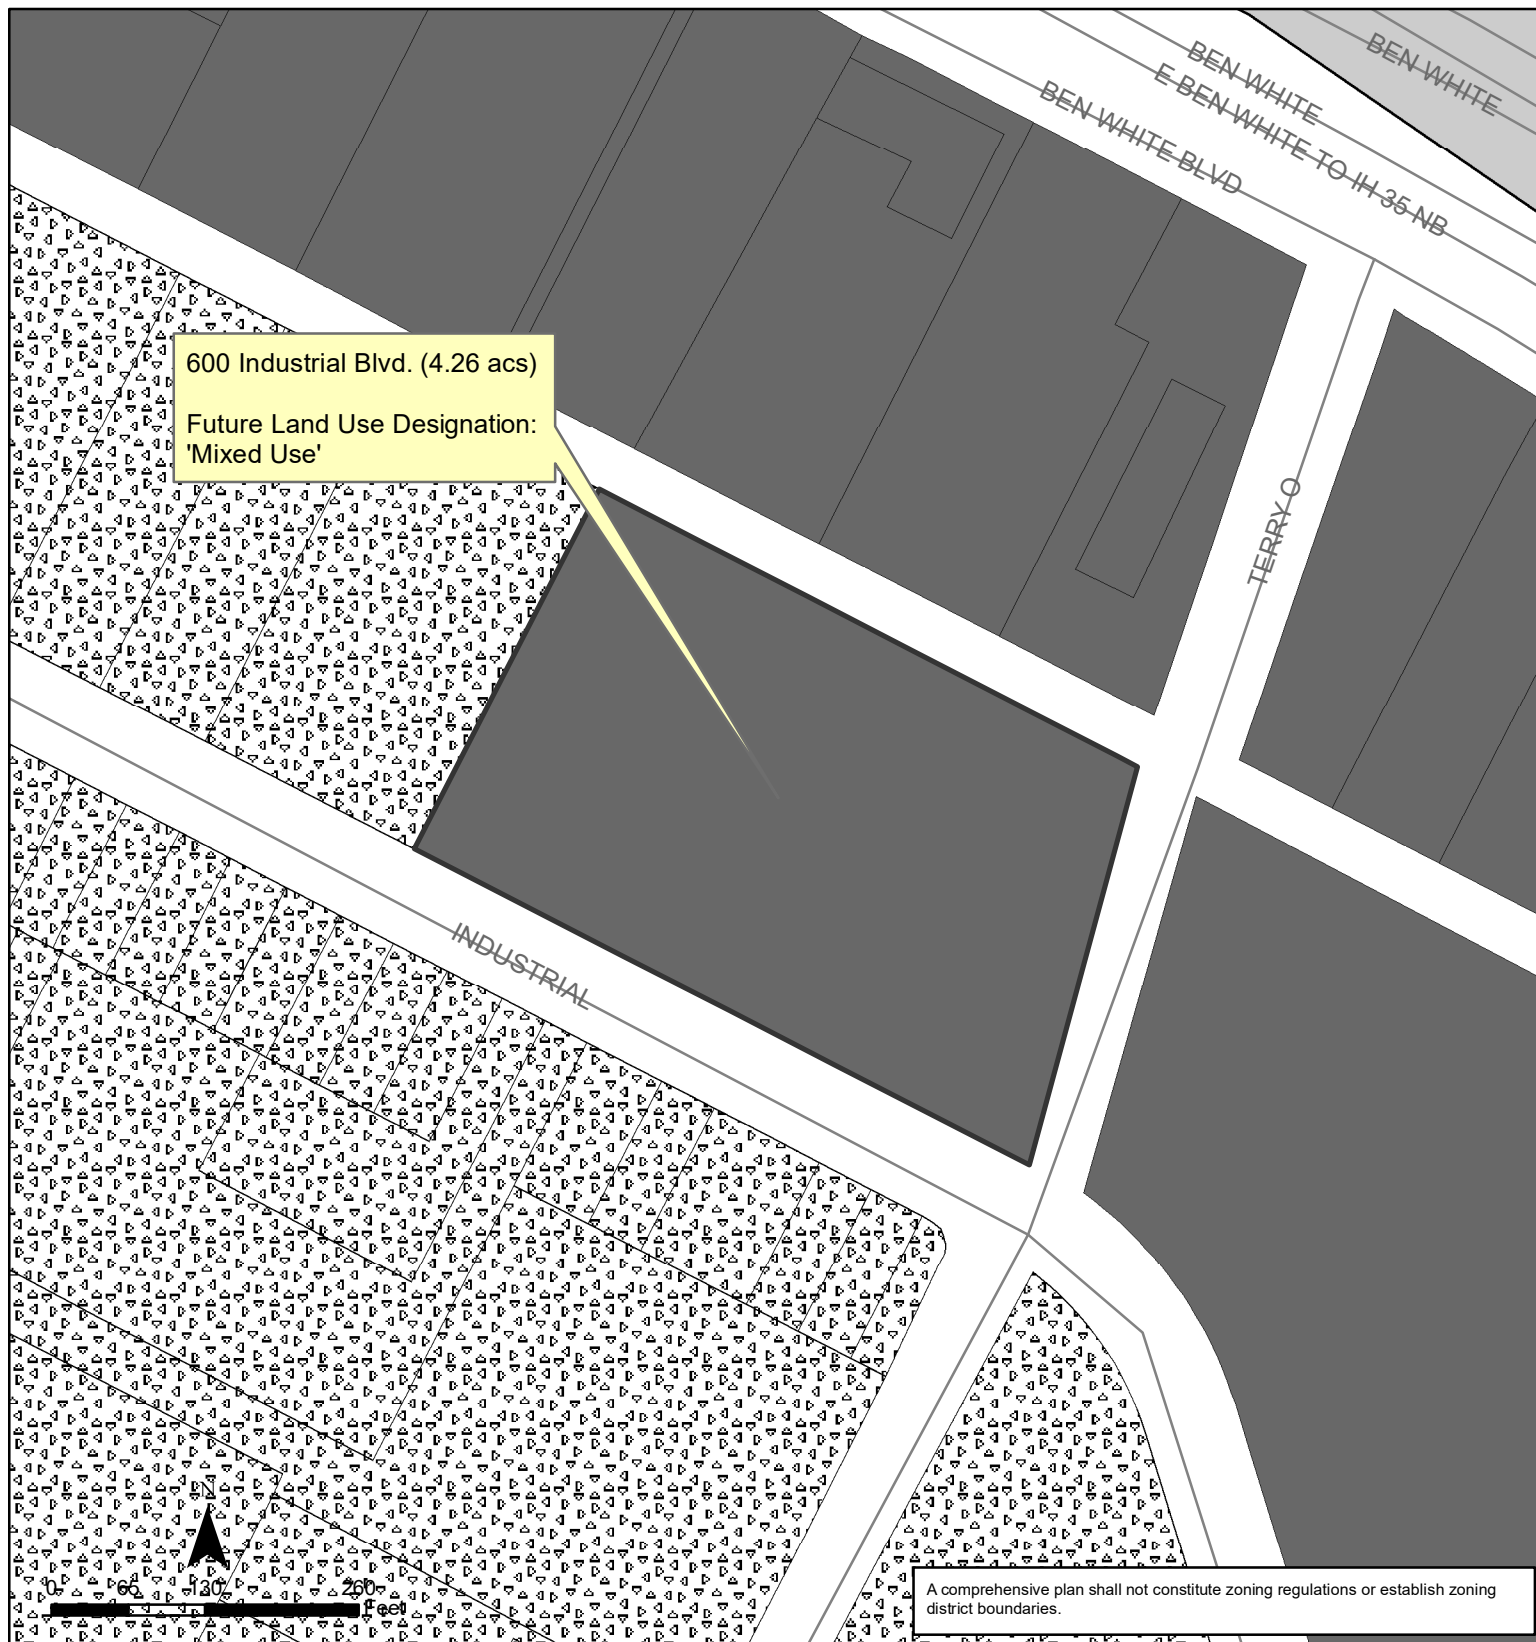 BEN WHITE
BEN WHITE
E BEN WHITE TO IH 35 NB
BEN WHITE BLVD
600 Industrial Blvd. (4.26 acs)
Future Land Use Designation:
'Mixed Use'
TERRY O
INDUSTRIAL
N
0 65 130 260
Feet
A comprehensive plan shall not constitute zoning regulations or establish zoning
district boundaries.